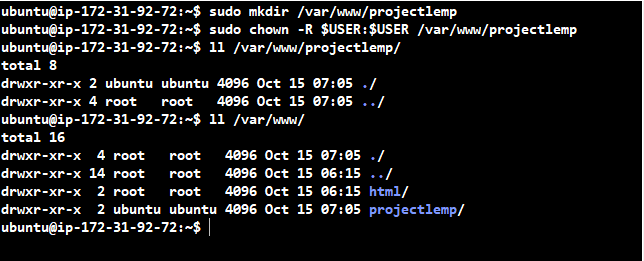 ubuntu@ip-172-31-92-72:~$ sudo mkdir /var/www/projectlemp
ubuntu@ip-172-31-92-72:~$ sudo chown -R $USER:$USER /var/www/projectlemp
ubuntu@ip-172-31-92-72:~$ ll /var/www/projectlemp/
total 8
drwxr-xr-x 2 ubuntu ubuntu 4096 Oct 15 07:05 ./
drwxr-xr-x 4 root   root   4096 Oct 15 07:05 ../
ubuntu@ip-172-31-92-72:~$ ll /var/www/
total 16
drwxr-xr-x  4 root   root   4096 Oct 15 07:05 ./
drwxr-xr-x 14 root   root   4096 Oct 15 06:15 ../
drwxr-xr-x  2 root   root   4096 Oct 15 06:15 html/
drwxr-xr-x  2 ubuntu ubuntu 4096 Oct 15 07:05 projectlemp/
ubuntu@ip-172-31-92-72:~$